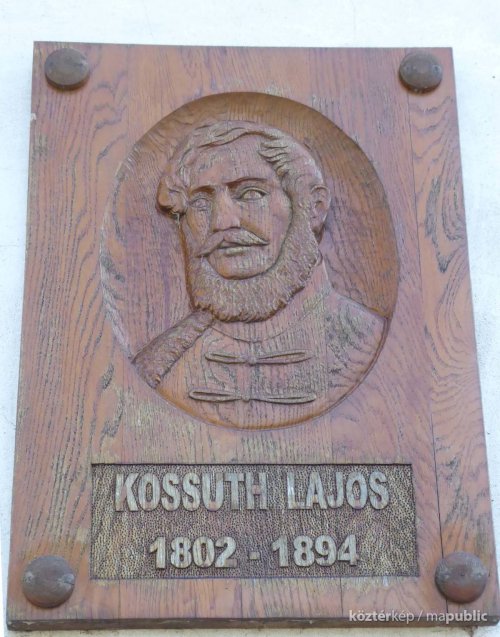 KOSSUTH LAJOS
1802 - 1894
köztérkép / mapublic